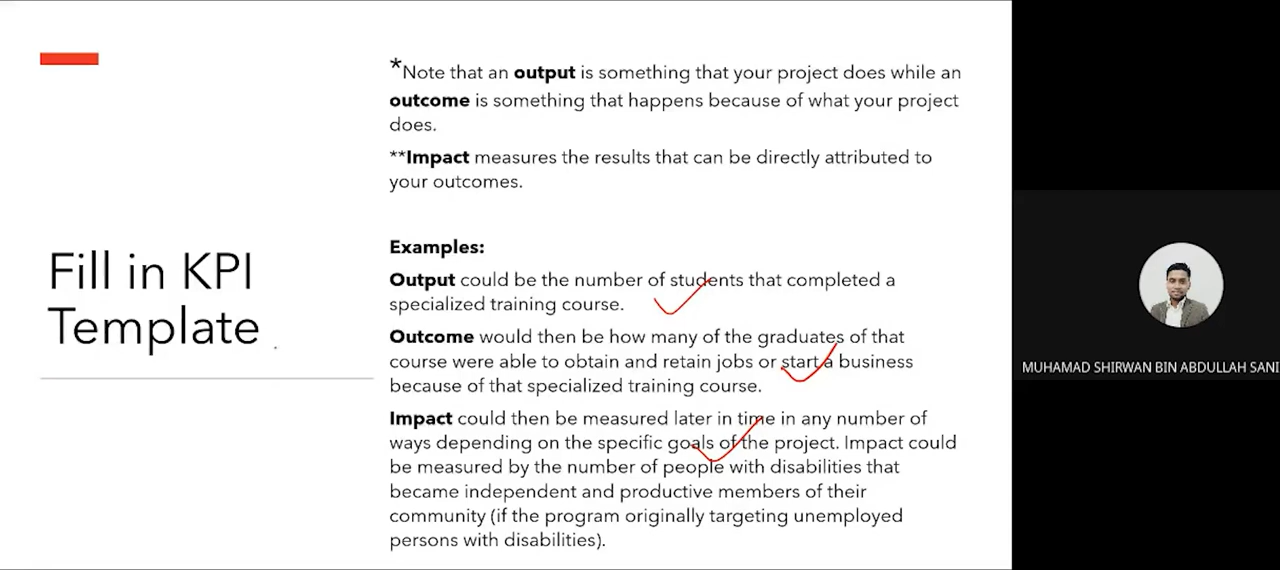 *Note that an output is something that your project does while an
outcome is something that happens because of what your project
does.
**Impact measures the results that can be directly attributed to
your outcomes.
Fill in KPI
Template
Examples:
Output could be the number of students that completed a
specialized training course.
Outcome would then be how many of the graduates of that
course were able to obtain and retain jobs or start a business
because of that specialized training course.
Impact could then be measured later in time in any number of
ways depending on the specific goals of the project. Impact could
be measured by the number of people with disabilities that
became independent and productive members of their
community (if the program originally targeting unemployed
persons with disabilities).
MUHAMAD SHIRWAN BIN ABDULLAH SANI